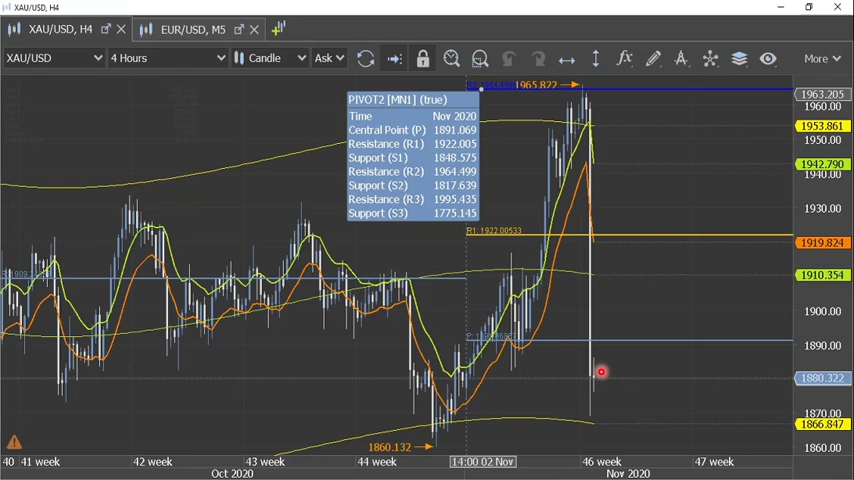 XAU/USD, H4
XAU/USD, H4
EUR/USD, M5
XAU/USD
4 Hours
Candle
Ask
More
1965.822
PIVOT2 [MN1] (true)
Time Nov 2020
Central Point (P) 1891.069
Resistance (R1) 1922.005
Support (S1) 1848.575
Resistance (R2) 1964.499
Support (S2) 1817.639
Resistance (R3) 1995.435
Support (S3) 1775.145
R1: 1922.00533
1860.132
1963.205
1960.00
1953.861
1950.00
1942.790
1940.00
1930.00
1919.824
1910.354
1900.00
1890.00
1880.322
1870.00
1866.847
1860.00
40 41 week 42 week 43 week 44 week 14:00 02 Nov 46 week 47 week
Oct 2020 Nov 2020